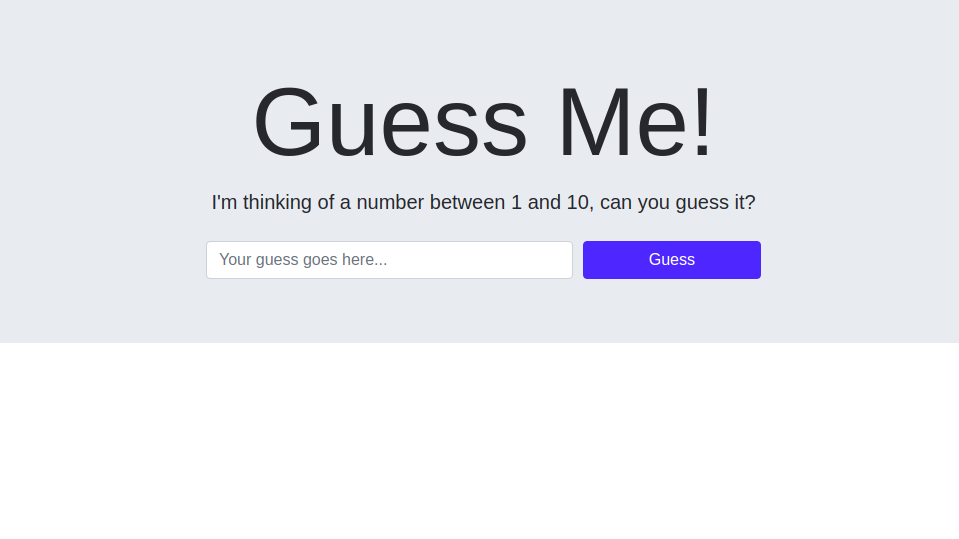 Guess Me!
I'm thinking of a number between 1 and 10, can you guess it?
Your guess goes here...
Guess